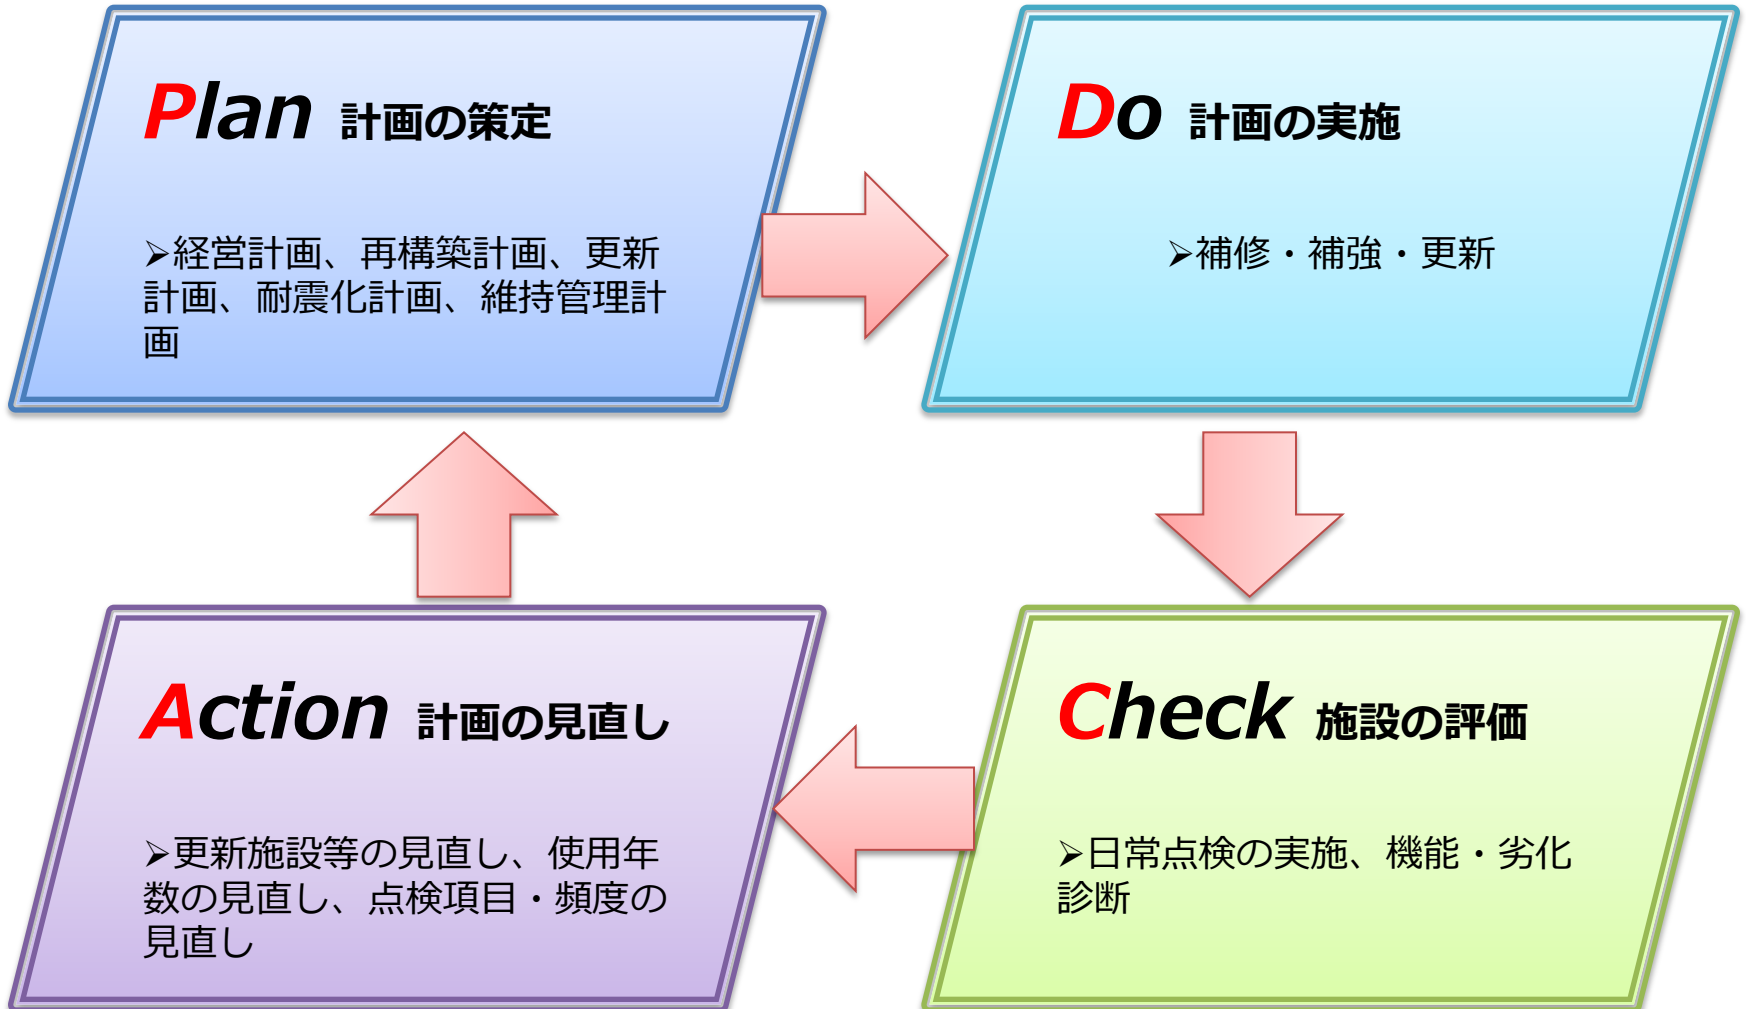 Plan 計画の策定
➢経営計画、再構築計画、更新
計画、耐震化計画、維持管理計
画
Do 計画の実施
➢補修・補強・更新
Action 計画の見直し
➢更新施設等の見直し、使用年
数の見直し、点検項目・頻度の
見直し
Check 施設の評価
➢日常点検の実施、機能・劣化
診断